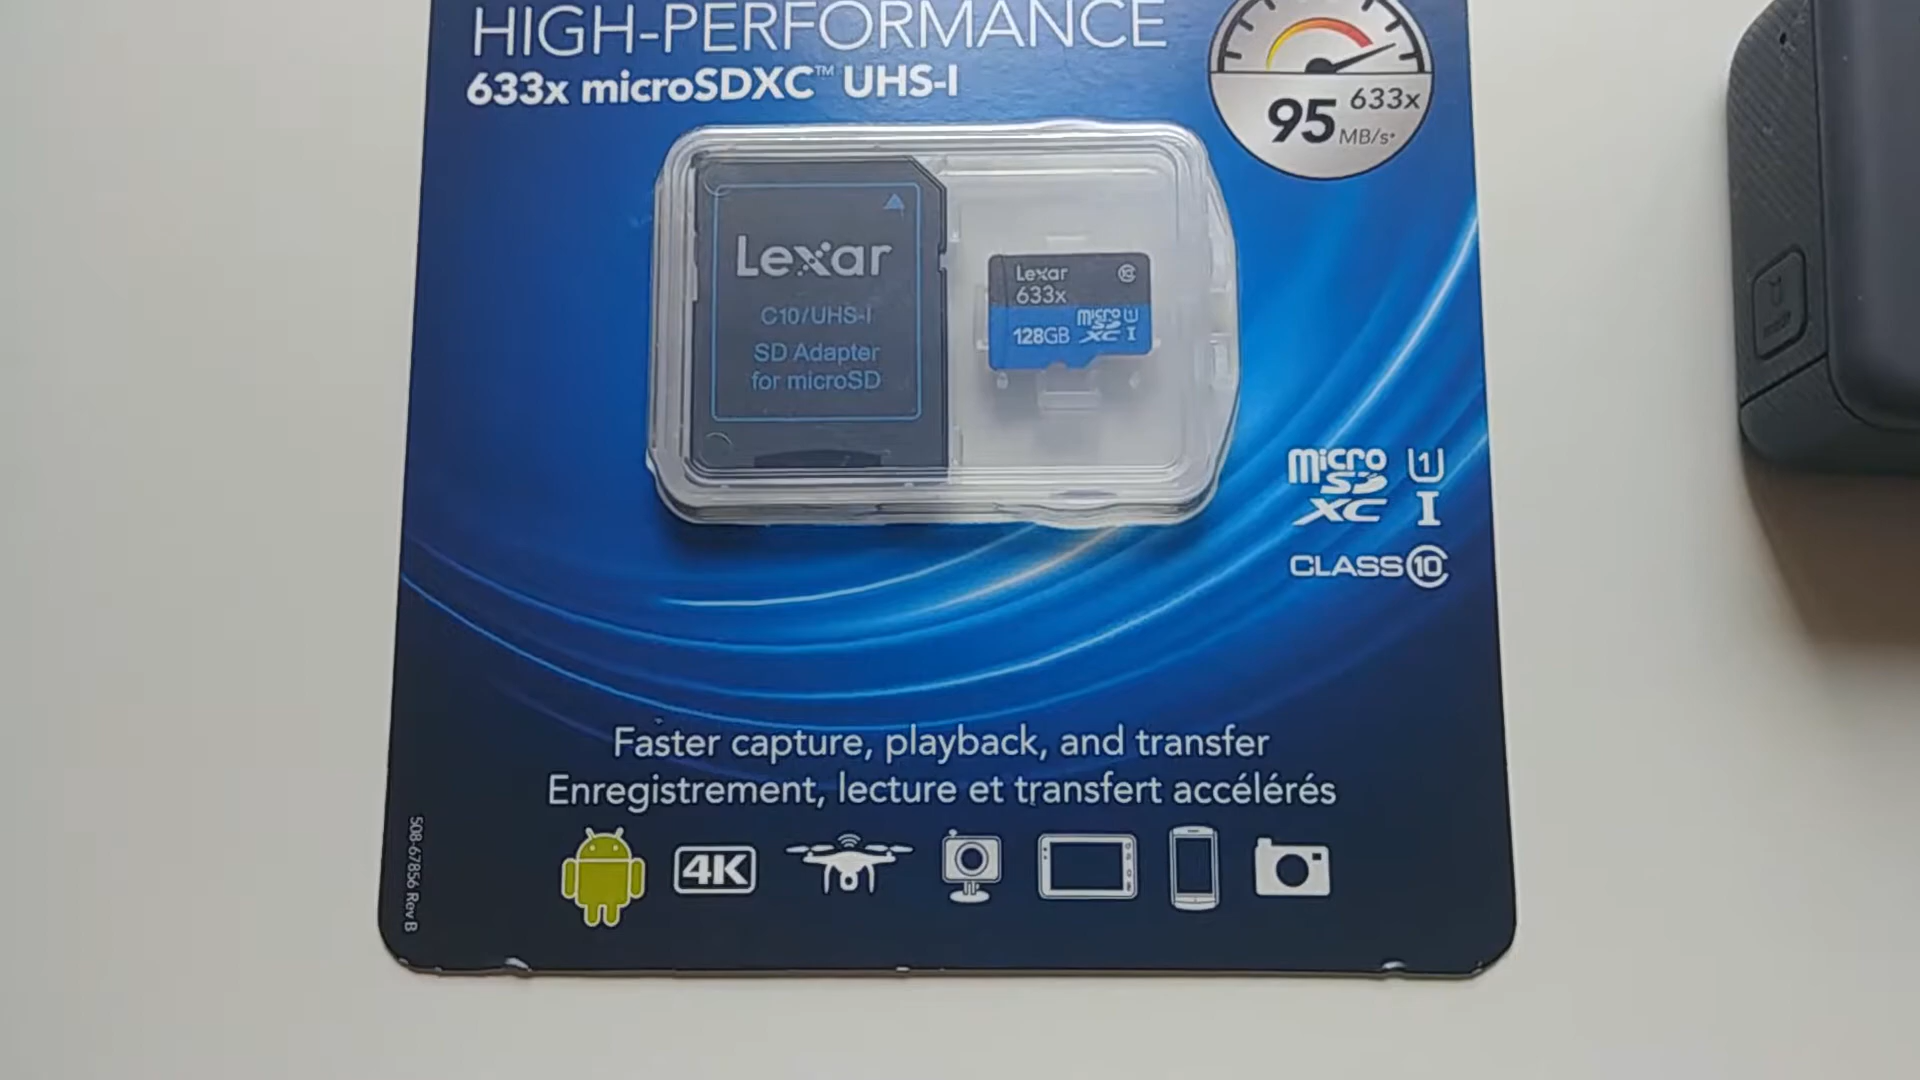 HIGH-PERFORMANCE
633x microSDXC™ UHS-I
633x
95 MB/s*
Lexar
C10/UHS-I
SD Adapter
for microSD
Lexar
633x
128GB
micro
SD
XC I
micro
SD
XC I
CLASS 10
Faster capture, playback, and transfer
Enregistrement, lecture et transfert accélérés
4K
508-67856 Rev B